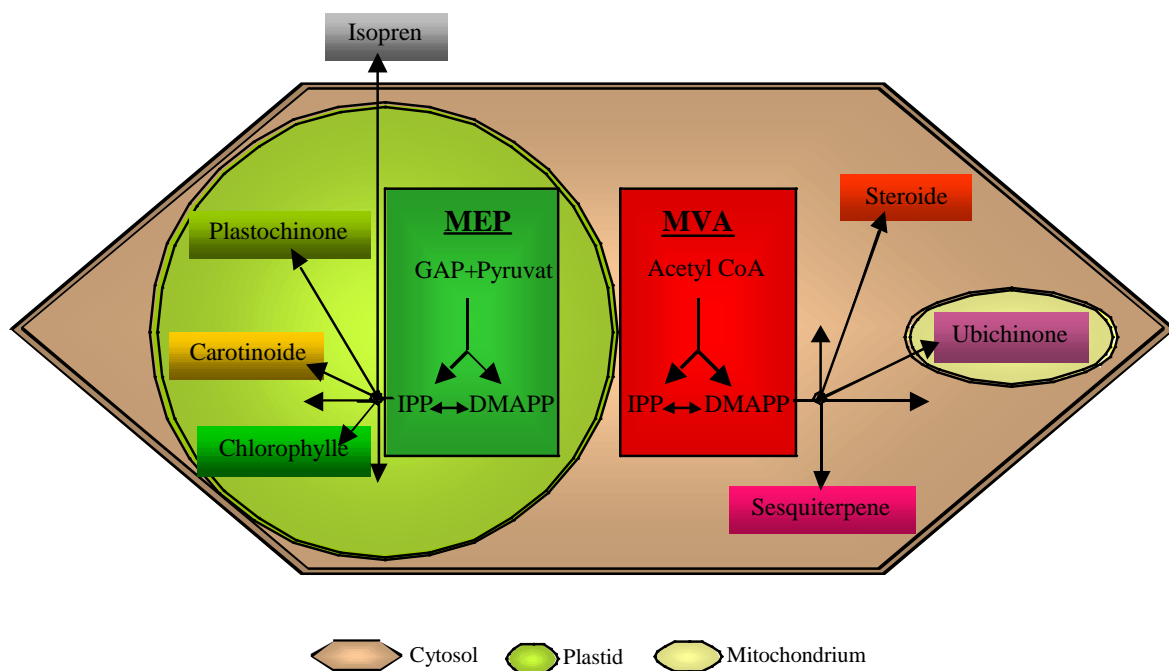 Isopren
Steroide
MEP
MVA
Plastochinone
GAP+Pyruvat
Acetyl CoA
Ubichinone
Carotinoide
IPP DMAPP
IPP DMAPP
Chlorophylle
Sesquiterpene
Cytosol
Plastid
Mitochondrium